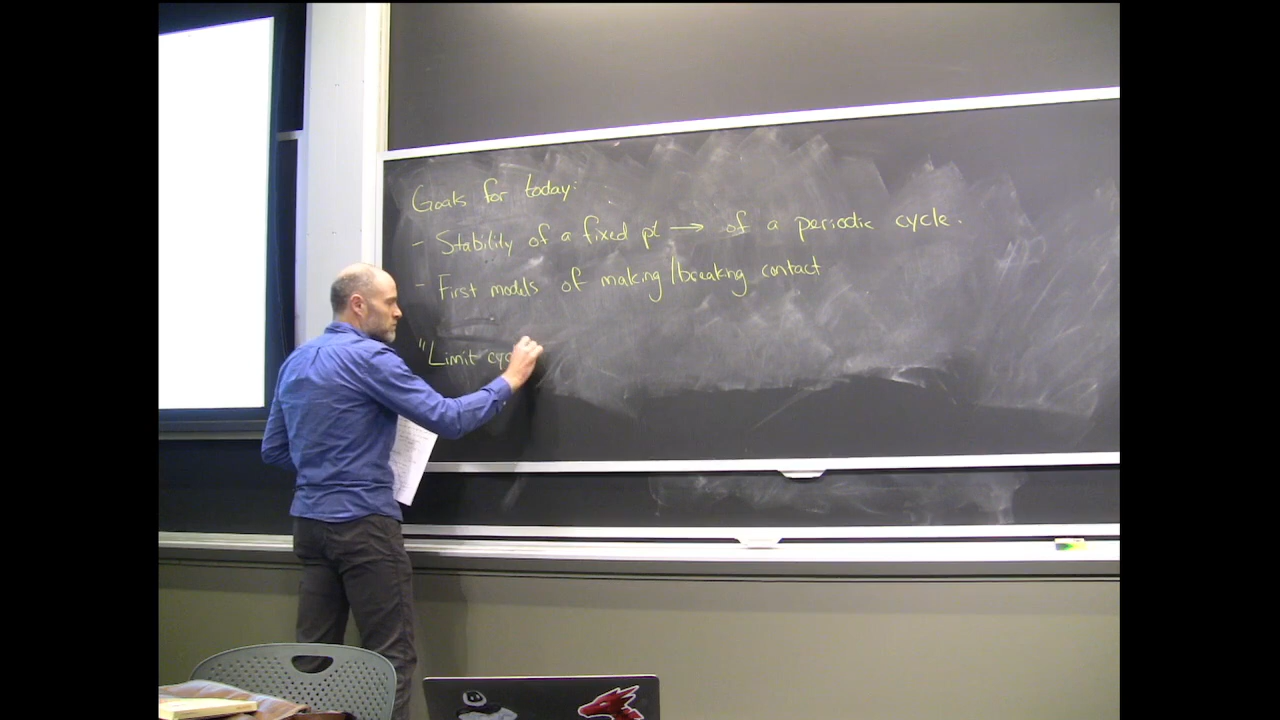 Goals for today:
- Stability of a fixed pt → of a periodic cycle.
- First models of making/breaking contact
"Limit cyc